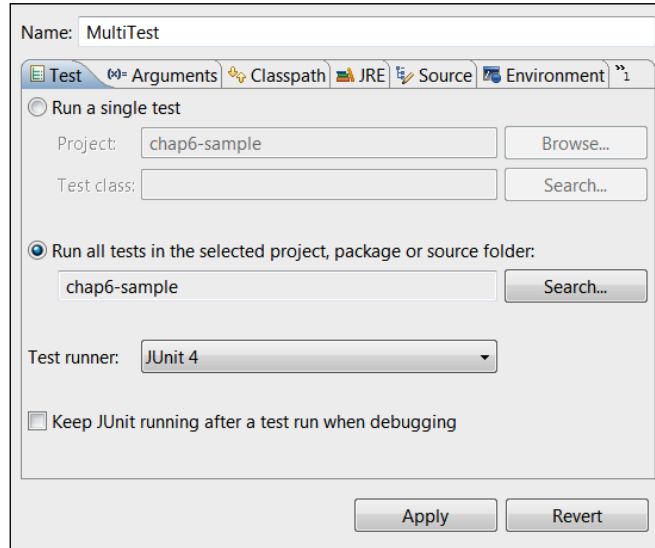 Name: MultiTest
Test (x)= Arguments Classpath JRE Source Environment "1
Run a single test
Project: chap6-sample Browse...
Test class: Search...
Run all tests in the selected project, package or source folder:
chap6-sample Search...
Test runner: JUnit 4
Keep JUnit running after a test run when debugging
Apply Revert